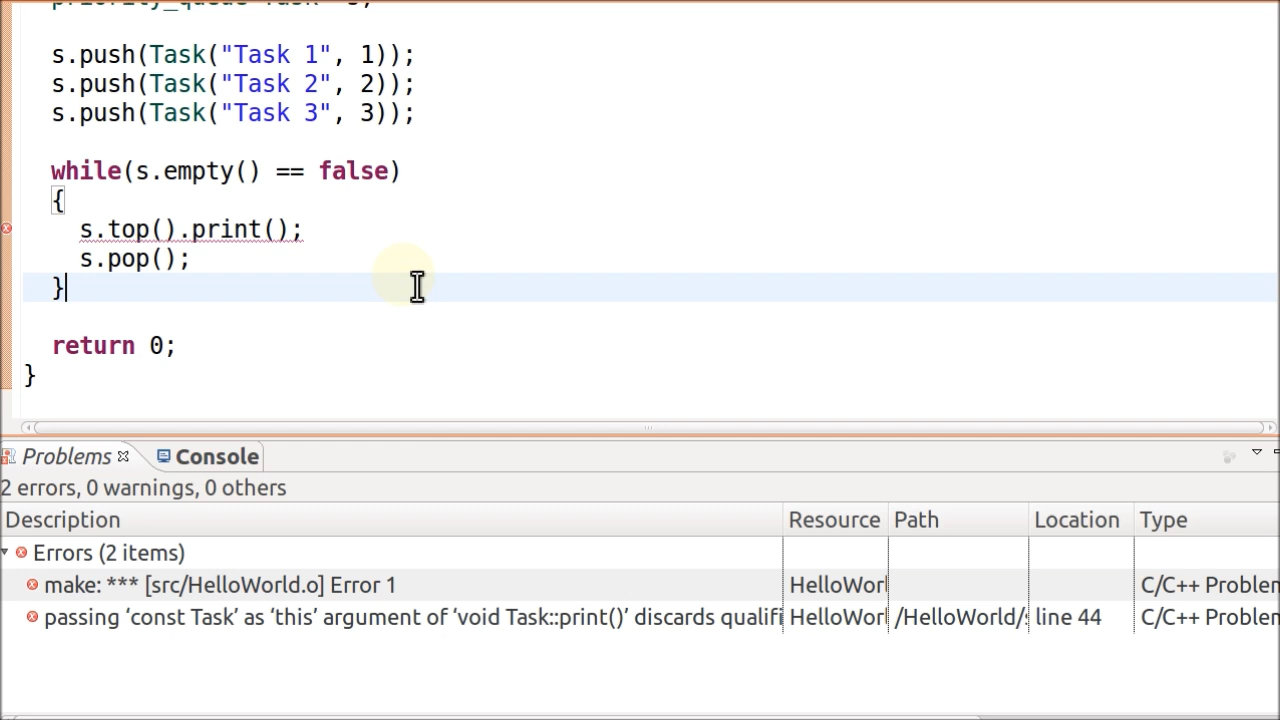 s.push(Task("Task 1", 1));
s.push(Task("Task 2", 2));
s.push(Task("Task 3", 3));
while(s.empty() == false)
{
s.top().print();
s.pop();
}
return 0;
}
Problems Console
2 errors, 0 warnings, 0 others
Description Resource Path Location Type
Errors (2 items)
make: *** [src/HelloWorld.o] Error 1 HelloWorl C/C++ Problem
passing ‘const Task’ as ‘this’ argument of ‘void Task::print()’ discards qualifi HelloWorl /HelloWorld/ line 44 C/C++ Problem